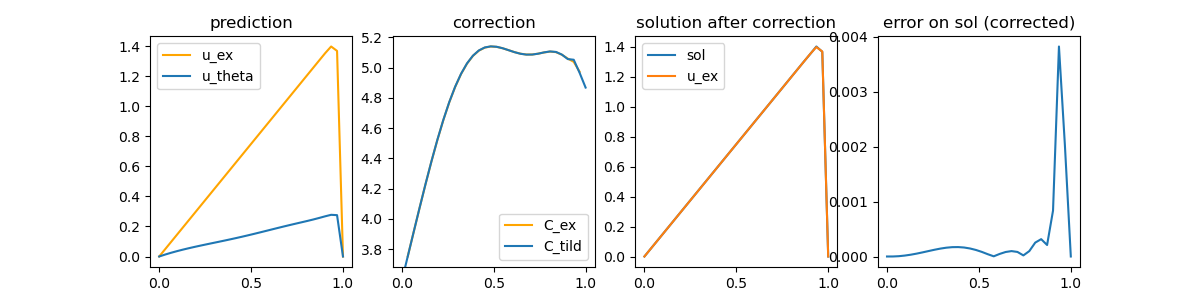 prediction
1.4
1.2
1.0
0.8
0.6
0.4
0.2
0.0
u_ex
u_theta
0.0 0.5 1.0
correction
5.2
5.0
4.8
4.6
4.4
4.2
4.0
3.8
C_ex
C_tild
0.0 0.5 1.0
solution after correction
1.4
1.2
1.0
0.8
0.6
0.4
0.2
0.0
sol
u_ex
0.0 0.5 1.0
error on sol (corrected)
0.004
0.003
0.002
0.001
0.000
0.0 0.5 1.0